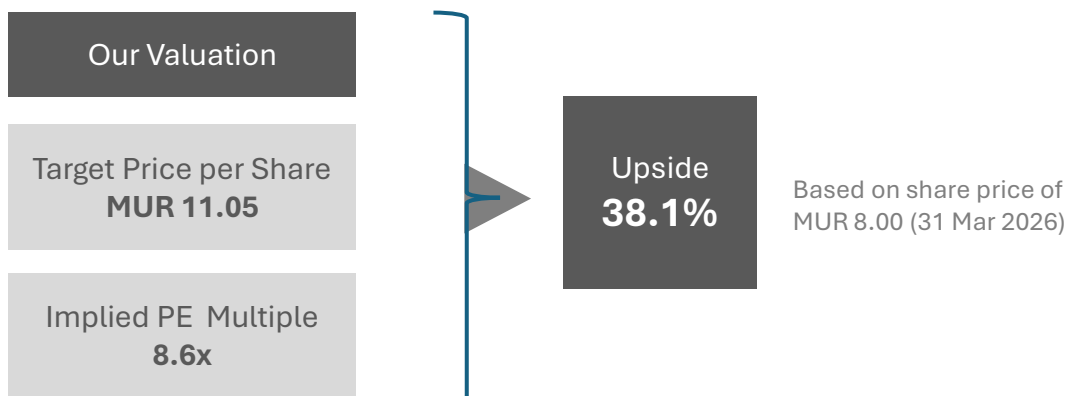 Our Valuation
Target Price per Share
MUR 11.05
Implied PE  Multiple
8.6x
Upside
38.1%
Based on share price of
MUR 8.00 (31 Mar 2026)